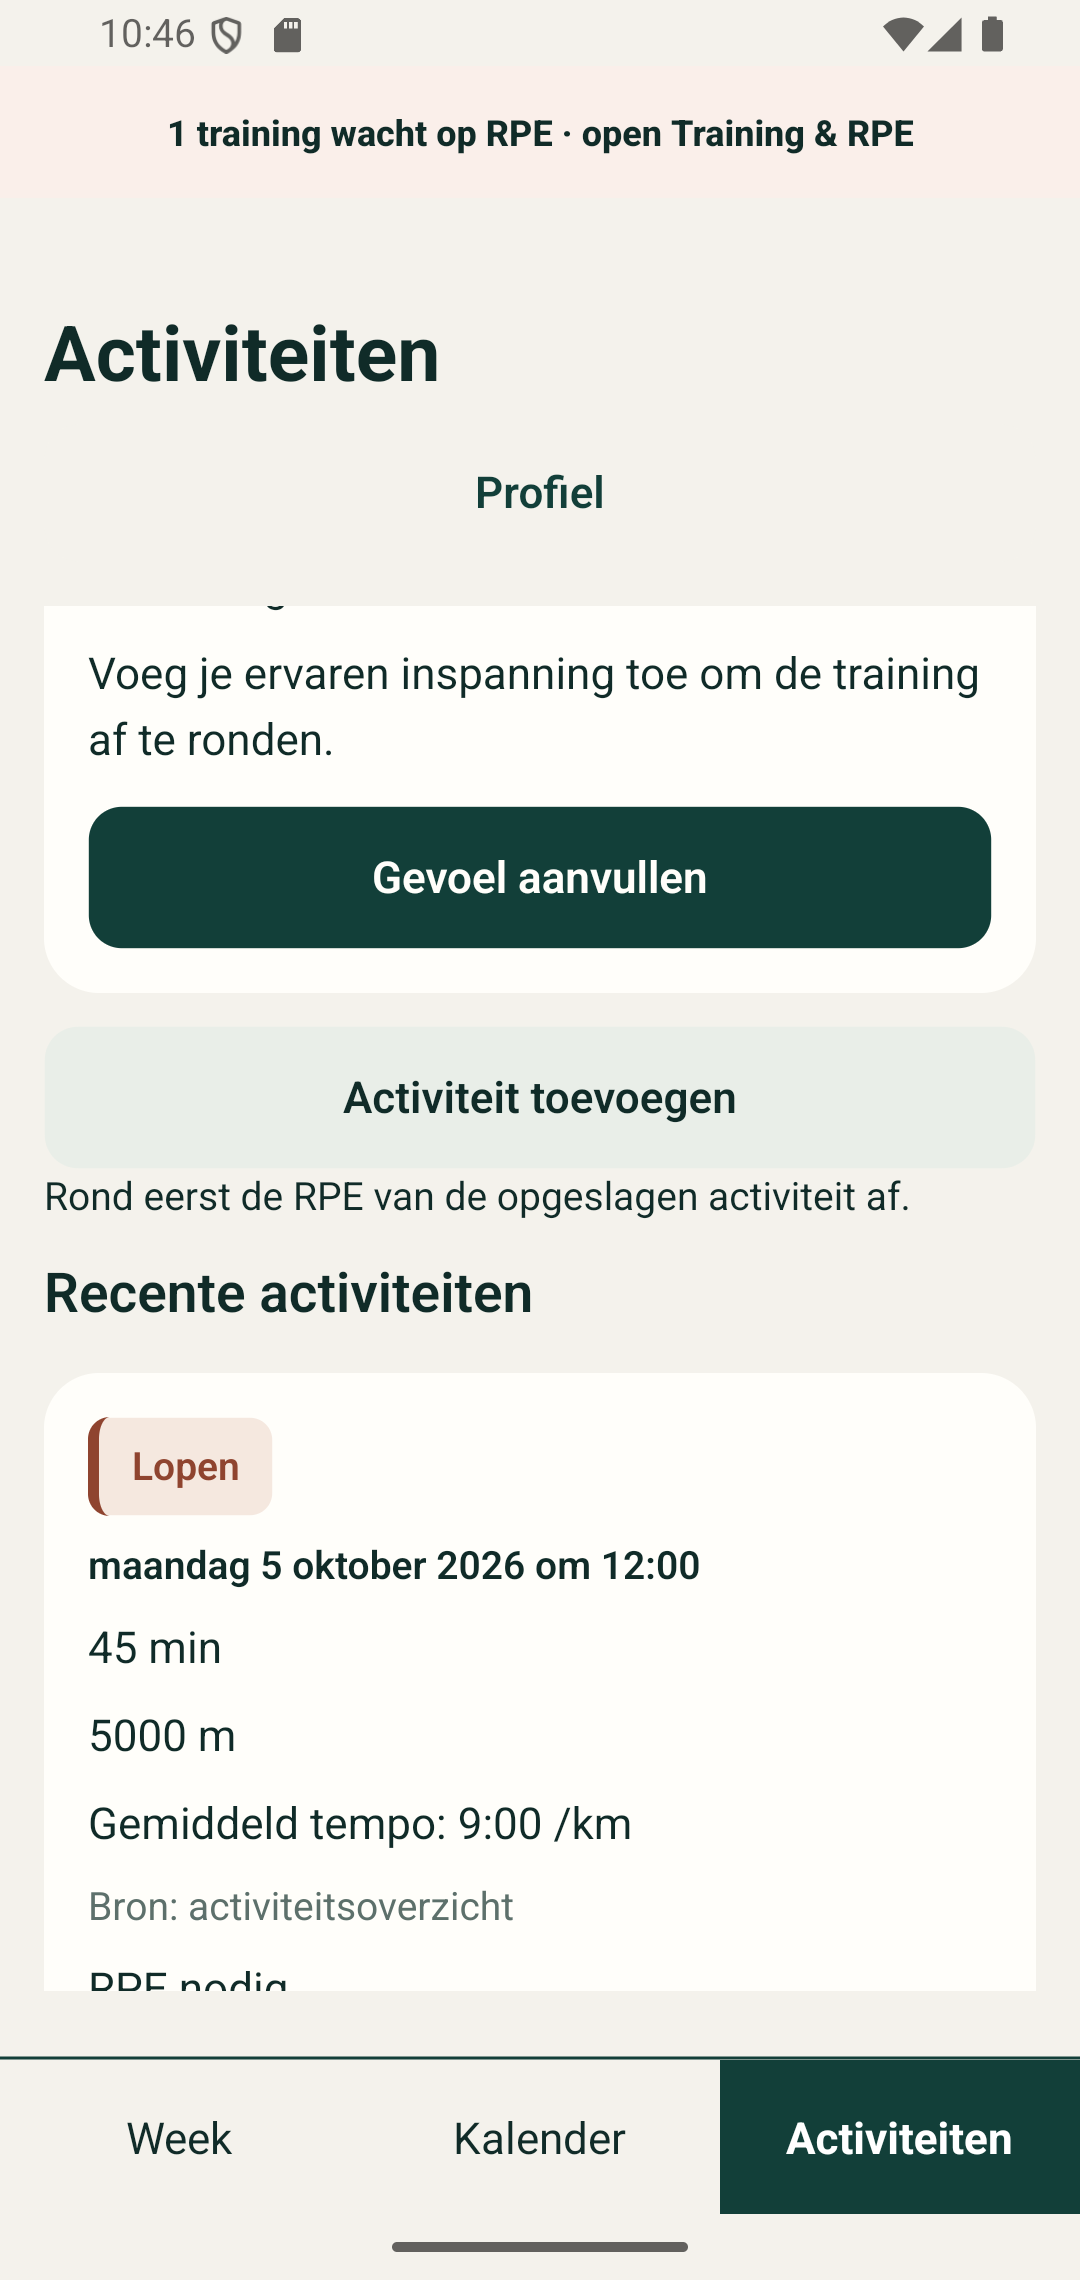 10:46
1 training wacht op RPE · open Training & RPE
Activiteiten
Profiel
Voeg je ervaren inspanning toe om de training
af te ronden.
Gevoel aanvullen
Activiteit toevoegen
Rond eerst de RPE van de opgeslagen activiteit af.
Recente activiteiten
Lopen
maandag 5 oktober 2026 om 12:00
45 min
5000 m
Gemiddeld tempo: 9:00 /km
Bron: activiteitsoverzicht
RPE nodig
Week
Kalender
Activiteiten